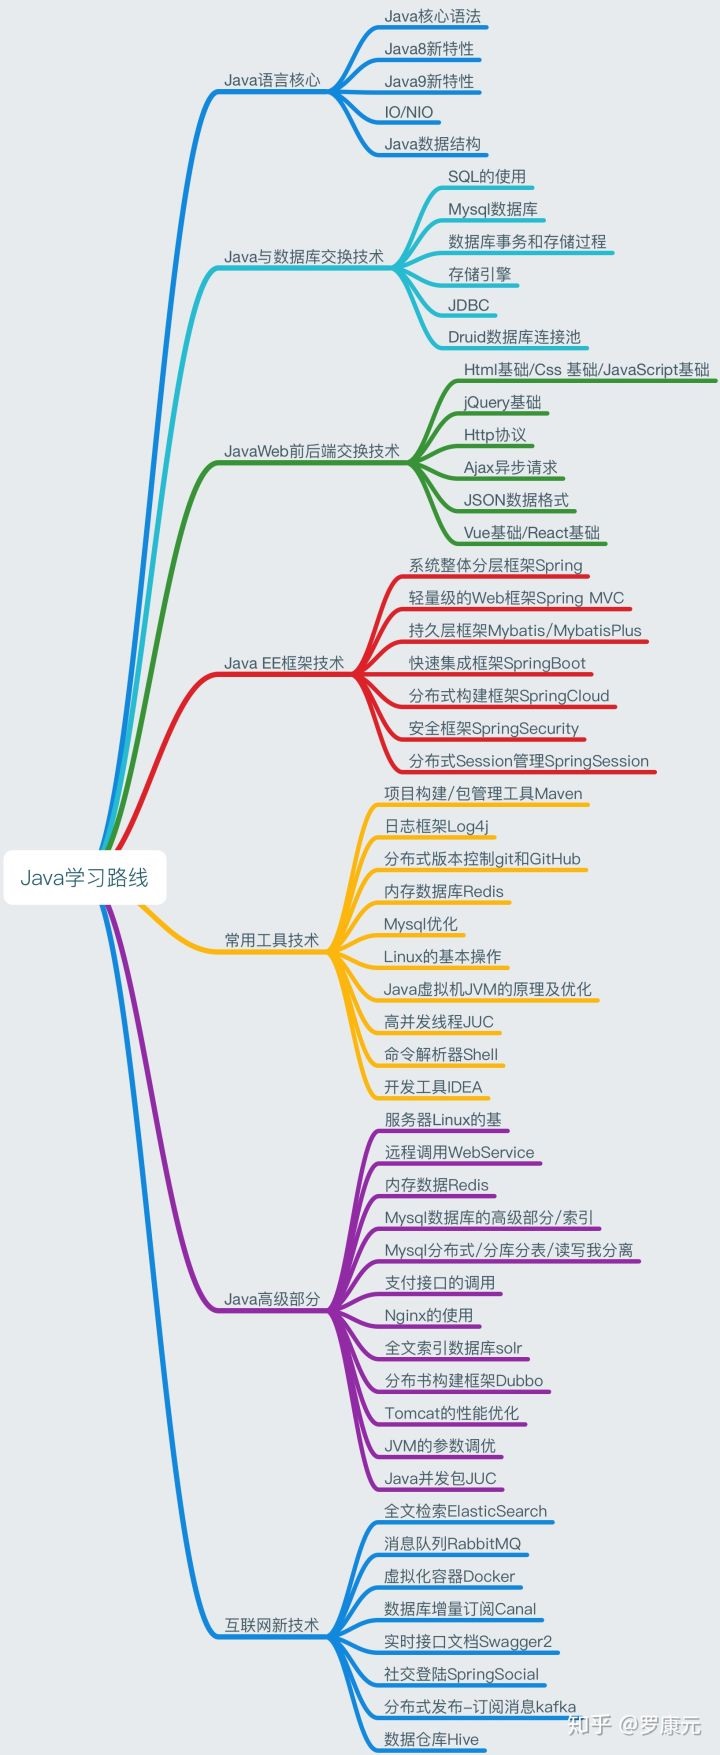 Java学习路线
Java语言核心
Java核心语法
Java8新特性
Java9新特性
IO/NIO
Java数据结构
Java与数据库交换技术
SQL的使用
Mysql数据库
数据库事务和存储过程
存储引擎
JDBC
Druid数据库连接池
JavaWeb前后端交换技术
Html基础/Css 基础/JavaScript基础
jQuery基础
Http协议
Ajax异步请求
JSON数据格式
Vue基础/React基础
Java EE框架技术
系统整体分层框架Spring
轻量级的Web框架Spring MVC
持久层框架Mybatis/MybatisPlus
快速集成框架SpringBoot
分布式构建框架SpringCloud
安全框架SpringSecurity
分布式Session管理SpringSession
常用工具技术
项目构建/包管理工具Maven
日志框架Log4j
分布式版本控制git和GitHub
内存数据库Redis
Mysql优化
Linux的基本操作
Java虚拟机JVM的原理及优化
高并发线程JUC
命令解析器Shell
开发工具IDEA
Java高级部分
服务器Linux的基
远程调用WebService
内存数据Redis
Mysql数据库的高级部分/索引
Mysql分布式/分库分表/读写我分离
支付接口的调用
Nginx的使用
全文索引数据库solr
分布书构建框架Dubbo
Tomcat的性能优化
JVM的参数调优
Java并发包JUC
互联网新技术
全文检索ElasticSearch
消息队列RabbitMQ
虚拟化容器Docker
数据库增量订阅Canal
实时接口文档Swagger2
社交登陆SpringSocial
分布式发布-订阅消息kafka
数据仓库Hive
知乎 @罗康元